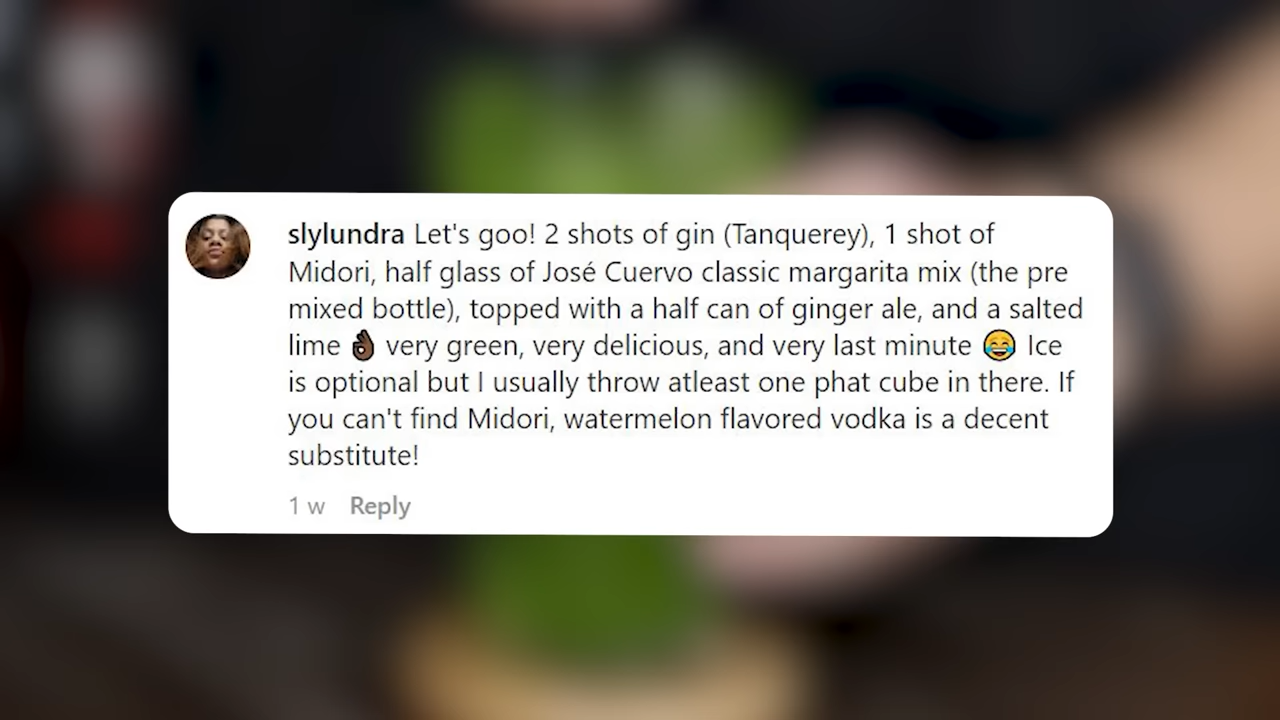 slylundra Let's goo! 2 shots of gin (Tanquerey), 1 shot of
Midori, half glass of José Cuervo classic margarita mix (the pre
mixed bottle), topped with a half can of ginger ale, and a salted
lime 👌🏿 very green, very delicious, and very last minute 😂 Ice
is optional but I usually throw atleast one phat cube in there. If
you can't find Midori, watermelon flavored vodka is a decent
substitute!
1 w Reply